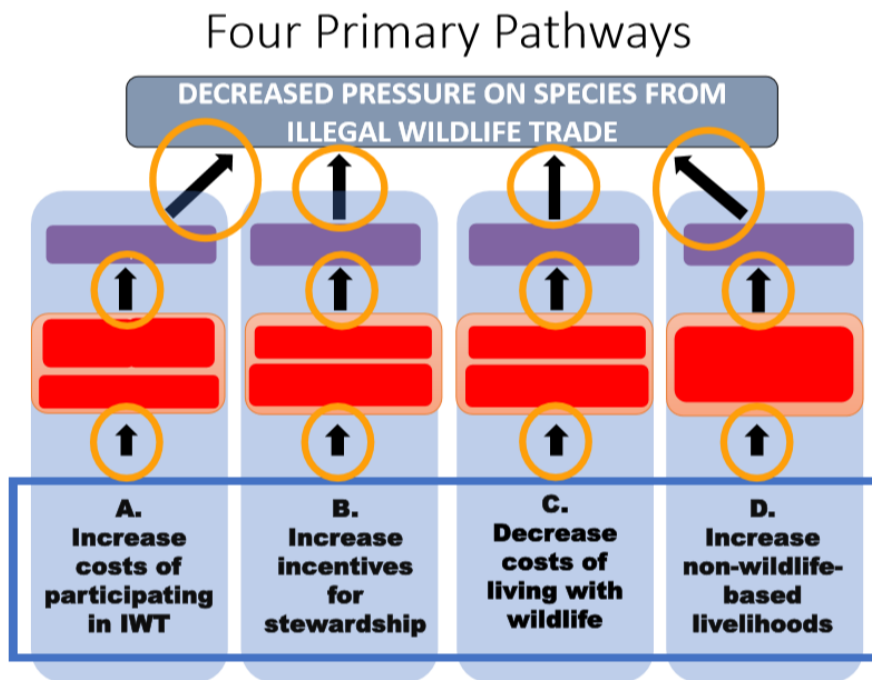 Four Primary Pathways
DECREASED PRESSURE ON SPECIES FROM
ILLEGAL WILDLIFE TRADE
A.
Increase
costs of
participating
in IWT
B.
Increase
incentives
for
stewardship
C.
Decrease
costs of
living with
wildlife
D.
Increase
non-wildlife-
based
livelihoods